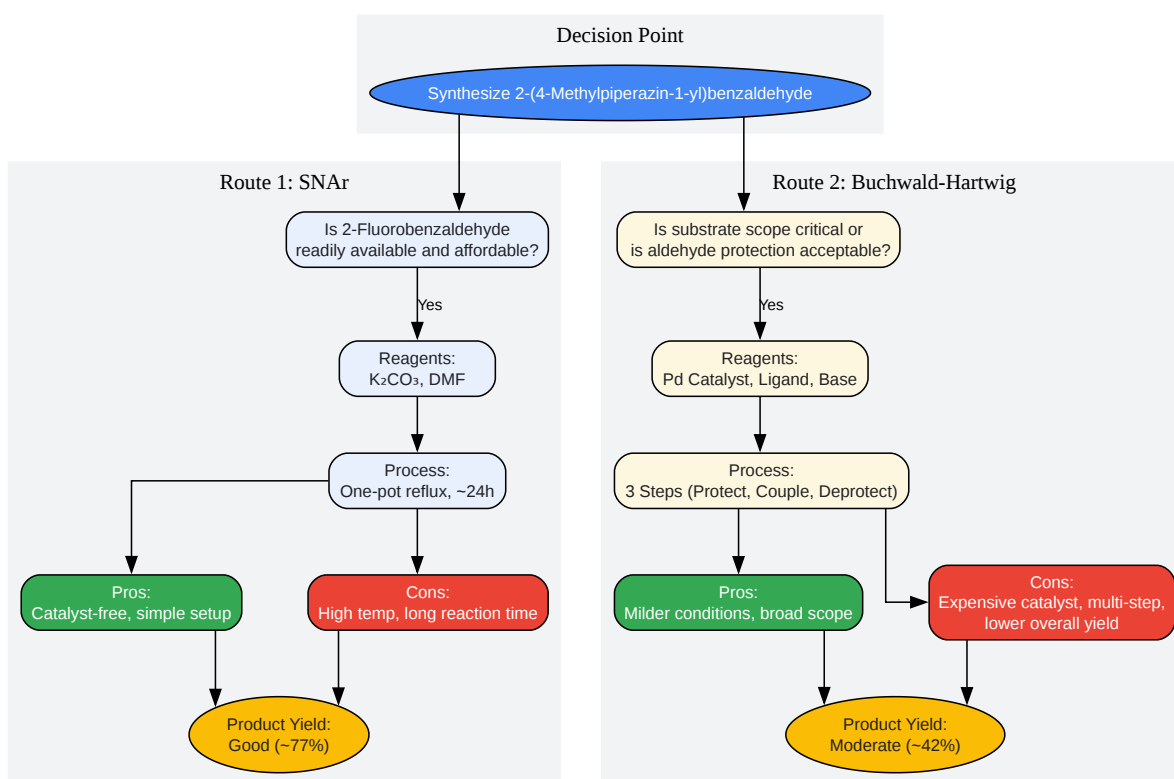 Decision Point
Synthesize 2-(4-Methylpiperazin-1-yl)benzaldehyde
Route 1: SNAr
Is 2-Fluorobenzaldehyde
readily available and affordable?
Yes
Reagents:
K₂CO₃, DMF
Process:
One-pot reflux, ~24h
Pros:
Catalyst-free, simple setup
Cons:
High temp, long reaction time
Product Yield:
Good (~77%)
Route 2: Buchwald-Hartwig
Is substrate scope critical or
is aldehyde protection acceptable?
Yes
Reagents:
Pd Catalyst, Ligand, Base
Process:
3 Steps (Protect, Couple, Deprotect)
Pros:
Milder conditions, broad scope
Cons:
Expensive catalyst, multi-step,
lower overall yield
Product Yield:
Moderate (~42%)